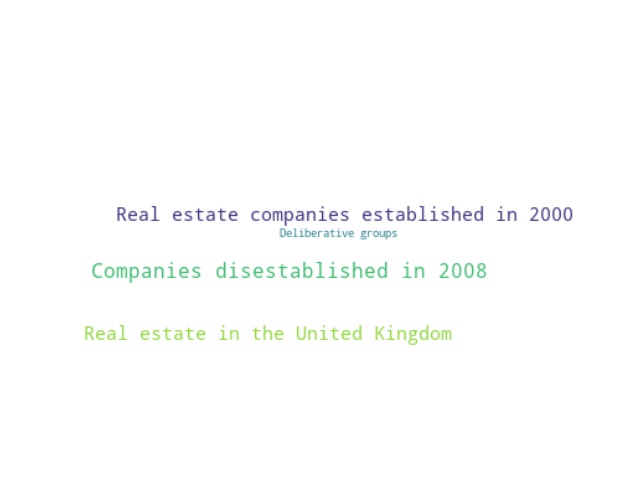 Real estate companies established in 2000
Deliberative groups
Companies disestablished in 2008
Real estate in the United Kingdom